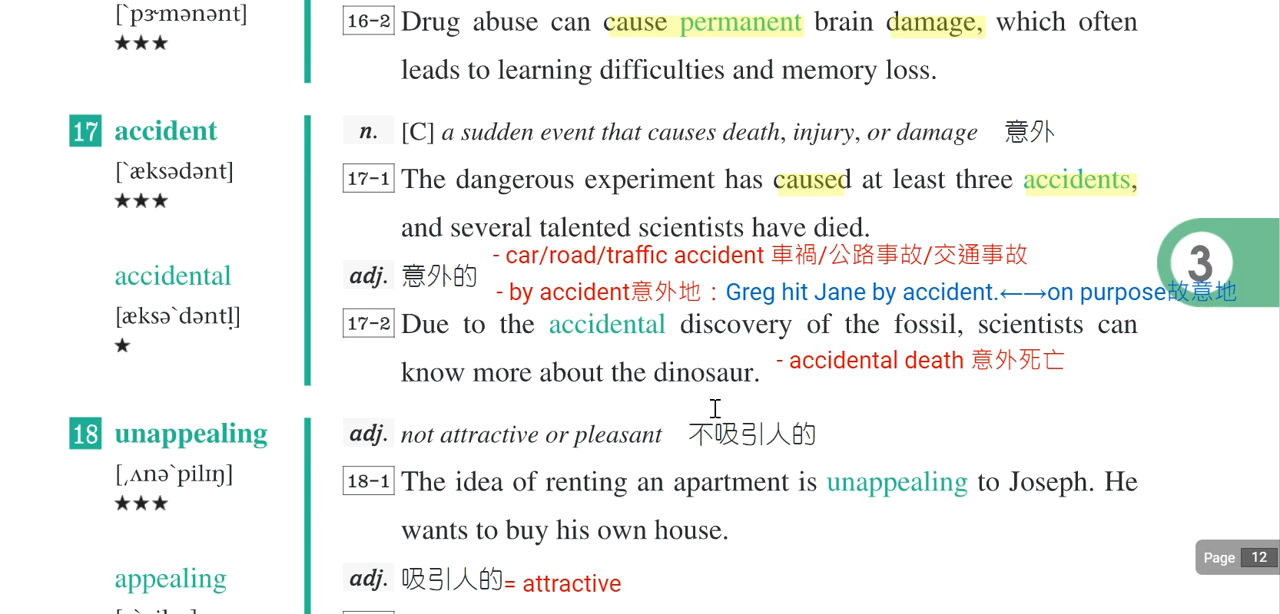 [ˋpɝmənənt]
★★★
16-2 Drug abuse can cause permanent brain damage, which often
leads to learning difficulties and memory loss.
17 accident
[ˋæksədənt]
★★★
n. [C] a sudden event that causes death, injury, or damage 意外
17-1 The dangerous experiment has caused at least three accidents,
and several talented scientists have died.
- car/road/traffic accident 車禍/公路事故/交通事故
accidental
[æksəˋdəntl̩]
★
adj. 意外的
- by accident意外地：Greg hit Jane by accident.←→on purpose故意地
17-2 Due to the accidental discovery of the fossil, scientists can
know more about the dinosaur.
- accidental death 意外死亡
3
18 unappealing
[ˌʌnəˋpilɪŋ]
★★★
adj. not attractive or pleasant 不吸引人的
18-1 The idea of renting an apartment is unappealing to Joseph. He
wants to buy his own house.
appealing
adj. 吸引人的= attractive
Page 12